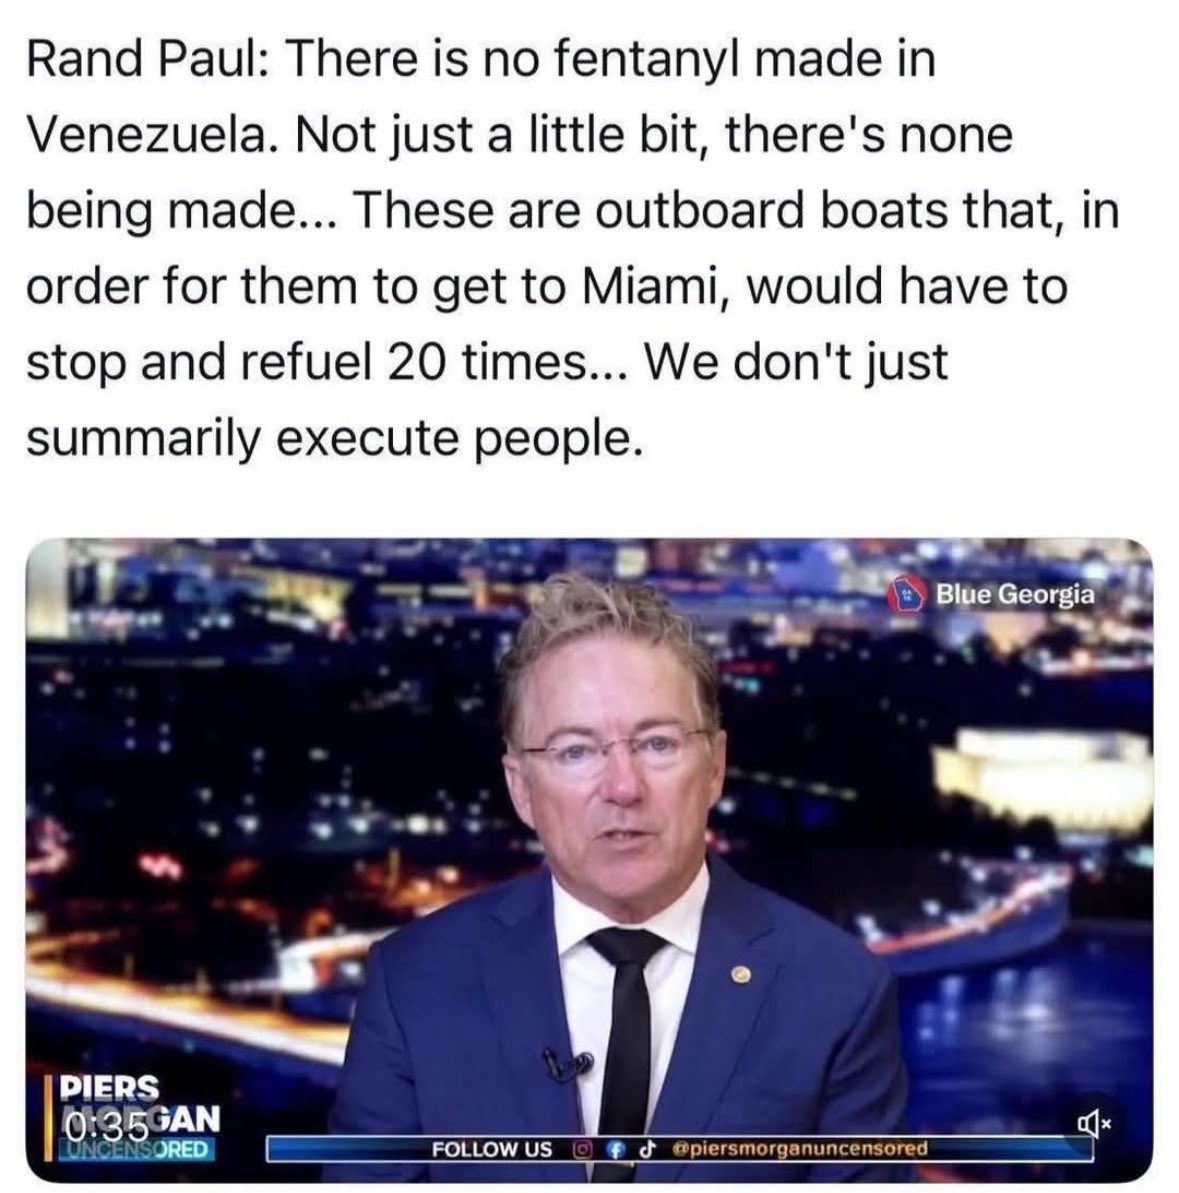 Rand Paul: There is no fentanyl made in
Venezuela. Not just a little bit, there's none
being made... These are outboard boats that, in
order for them to get to Miami, would have to
stop and refuel 20 times... We don't just
summarily execute people.
Blue Georgia
PIERS
0:35 GAN
UNCENSORED
FOLLOW US @piersmorganuncensored